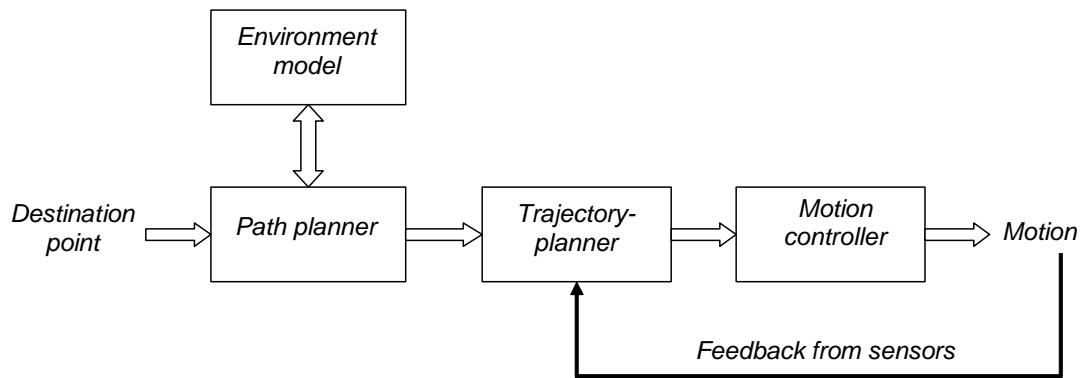 Environment
model
Destination
point
Path planner
Trajectory-
planner
Motion
controller
Motion
Feedback from sensors